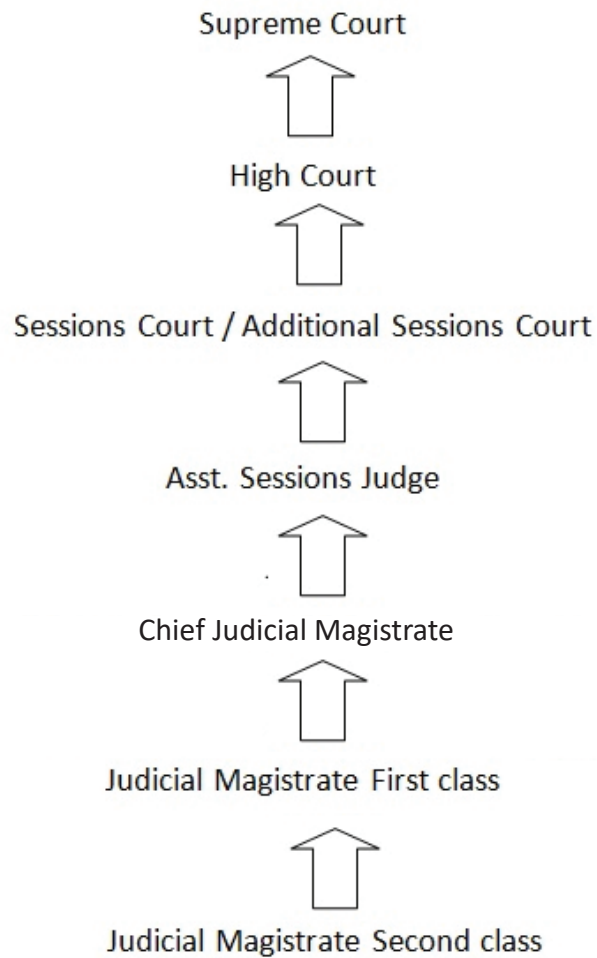 Supreme Court
High Court
Sessions Court / Additional Sessions Court
Asst. Sessions Judge
Chief Judicial Magistrate
Judicial Magistrate First class
Judicial Magistrate Second class